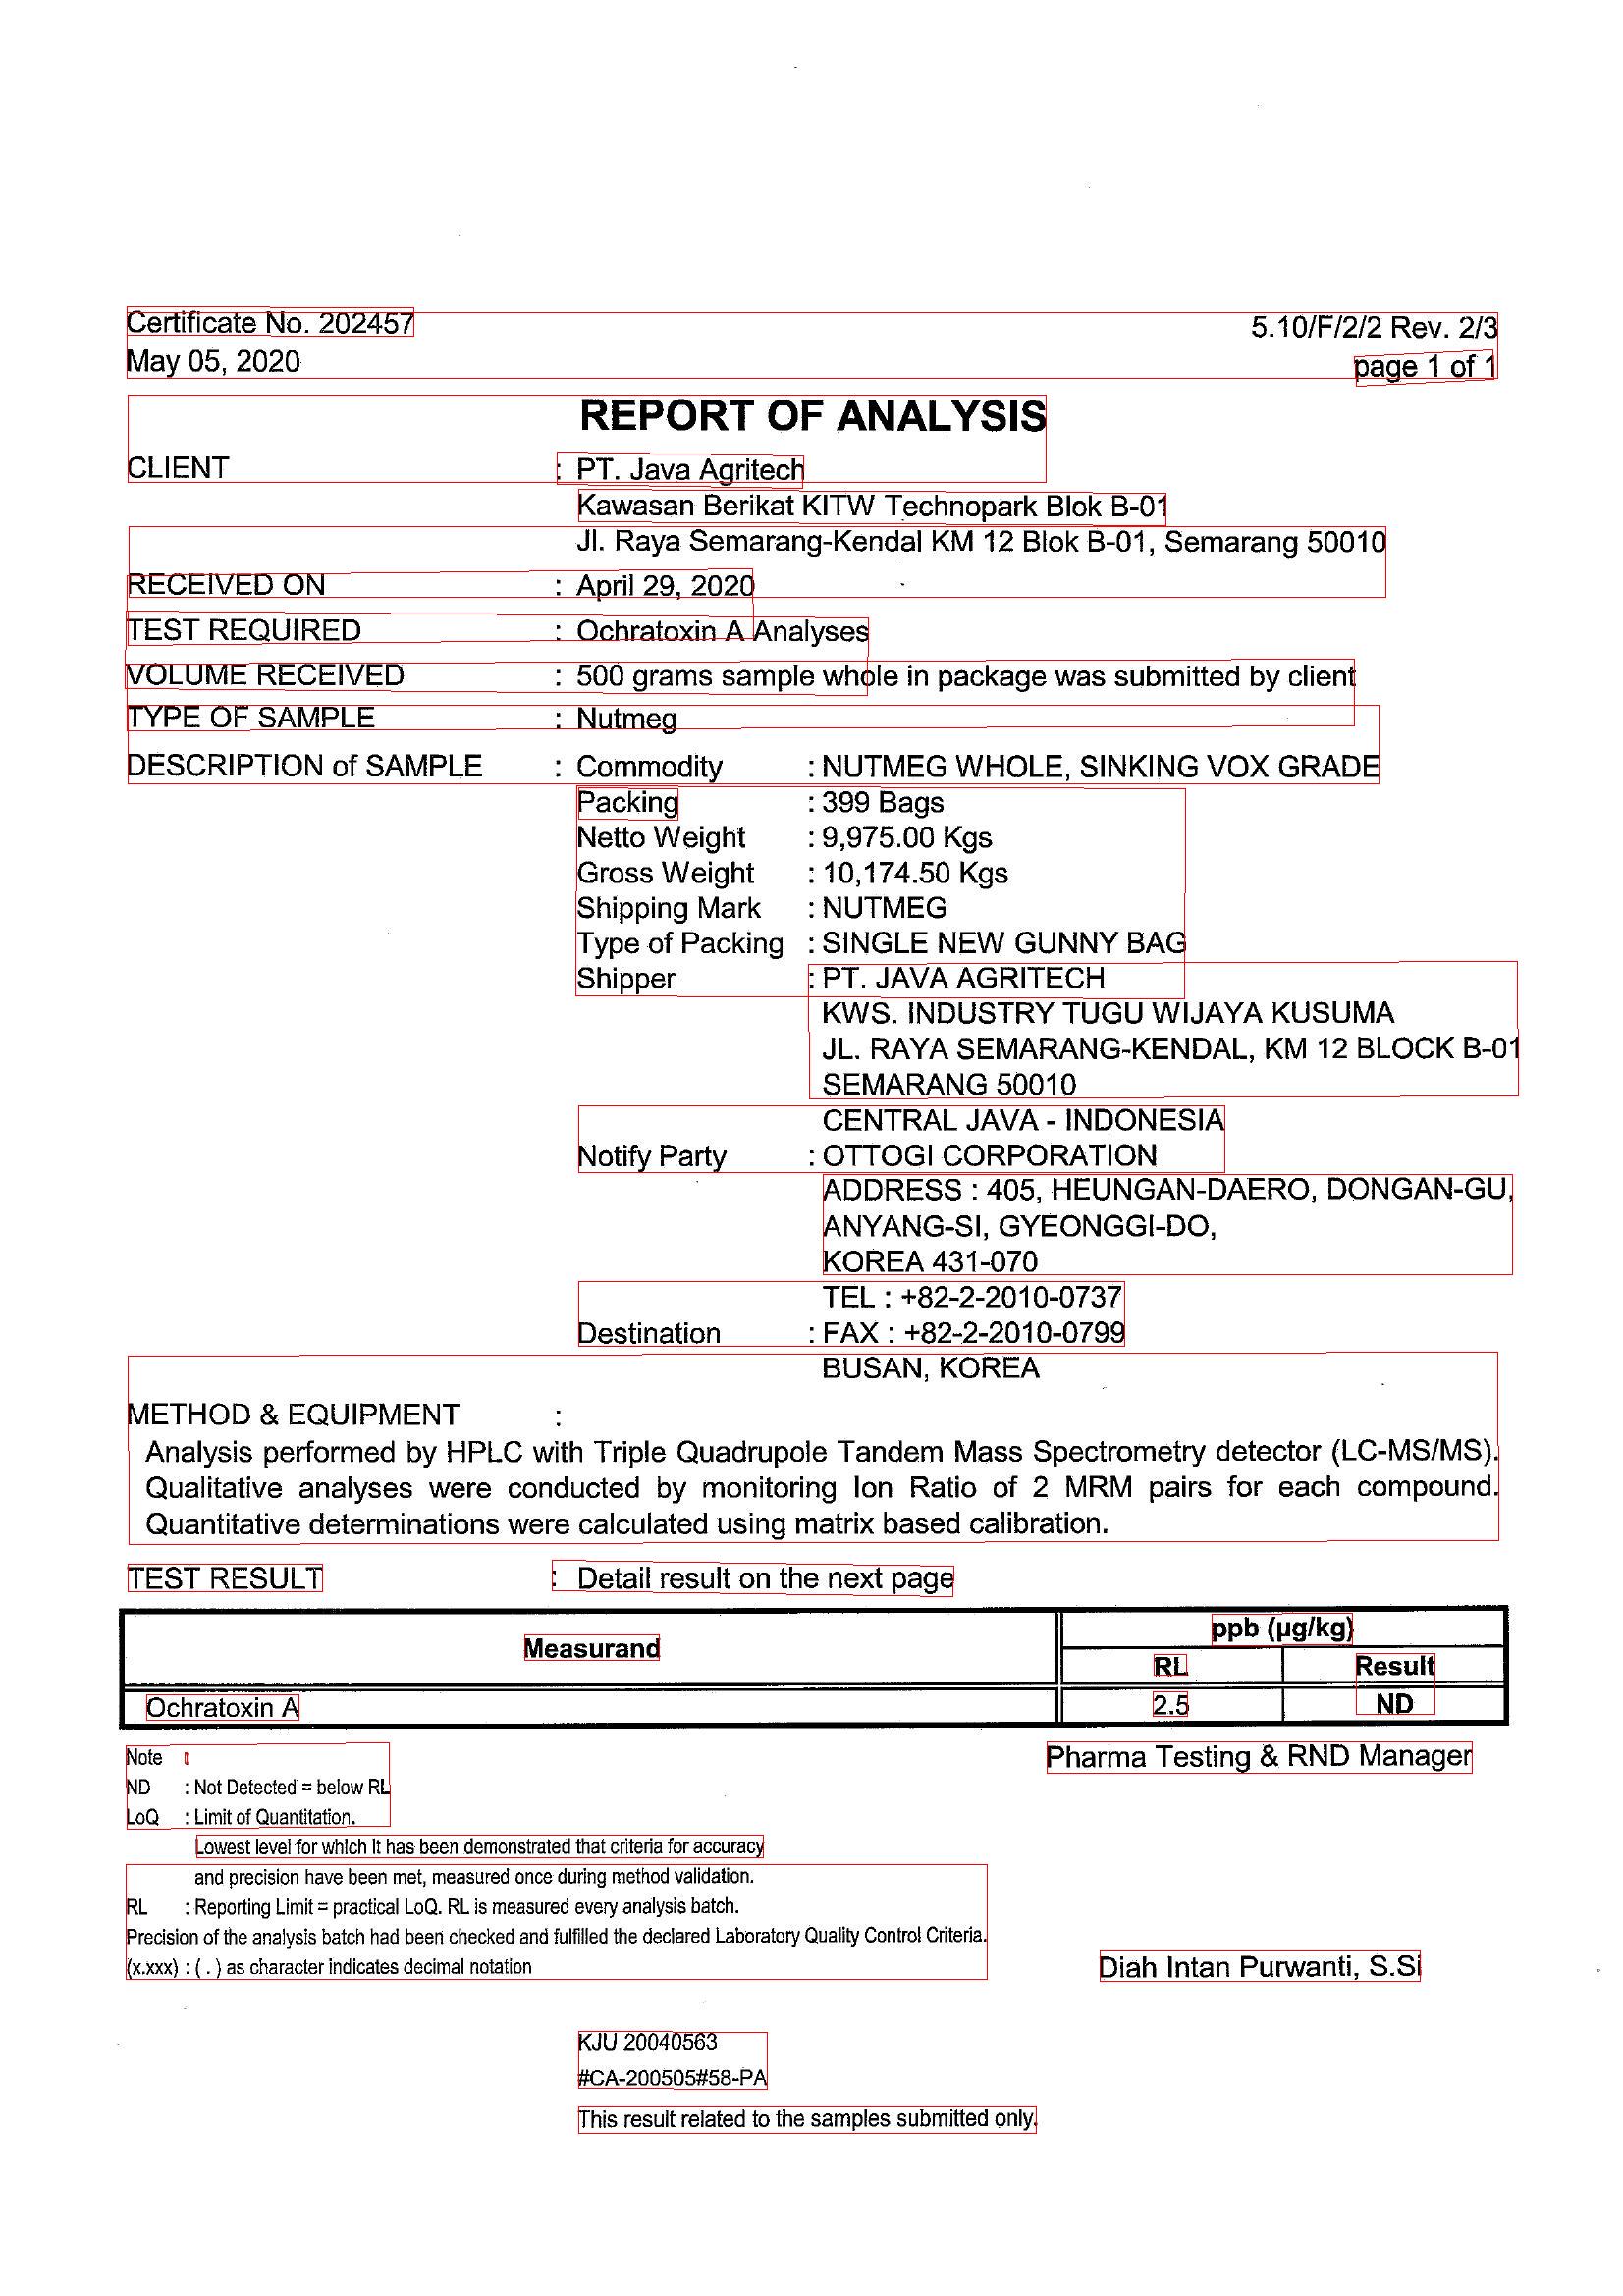 Certificate No. 202457 5.10/F/2/2 Rev. 2/3
May 05, 2020 page 1 of 1
REPORT OF ANALYSIS
CLIENT : PT. Java Agritech
Kawasan Berikat KITW Technopark Blok B-01
Jl. Raya Semarang-Kendal KM 12 Blok B-01, Semarang 50010
RECEIVED ON : April 29, 2020
TEST REQUIRED : Ochratoxin A Analyses
VOLUME RECEIVED : 500 grams sample whole in package was submitted by client
TYPE OF SAMPLE : Nutmeg
DESCRIPTION of SAMPLE : Commodity : NUTMEG WHOLE, SINKING VOX GRADE
Packing : 399 Bags
Netto Weight : 9,975.00 Kgs
Gross Weight : 10,174.50 Kgs
Shipping Mark : NUTMEG
Type of Packing : SINGLE NEW GUNNY BAG
Shipper : PT. JAVA AGRITECH
KWS. INDUSTRY TUGU WIJAYA KUSUMA
JL. RAYA SEMARANG-KENDAL, KM 12 BLOCK B-01
SEMARANG 50010
CENTRAL JAVA - INDONESIA
Notify Party : OTTOGI CORPORATION
ADDRESS : 405, HEUNGAN-DAERO, DONGAN-GU,
ANYANG-SI, GYEONGGI-DO,
KOREA 431-070
TEL : +82-2-2010-0737
Destination : FAX : +82-2-2010-0799
BUSAN, KOREA
METHOD & EQUIPMENT :
Analysis performed by HPLC with Triple Quadrupole Tandem Mass Spectrometry detector (LC-MS/MS).
Qualitative analyses were conducted by monitoring Ion Ratio of 2 MRM pairs for each compound.
Quantitative determinations were calculated using matrix based calibration.
TEST RESULT : Detail result on the next page
Measurand ppb (µg/kg)
RL Result
Ochratoxin A 2.5 ND
Note : Pharma Testing & RND Manager
ND : Not Detected = below RL
LoQ : Limit of Quantitation.
Lowest level for which it has been demonstrated that criteria for accuracy
and precision have been met, measured once during method validation.
RL : Reporting Limit = practical LoQ. RL is measured every analysis batch.
Precision of the analysis batch had been checked and fulfilled the declared Laboratory Quality Control Criteria.
(x.xxx) : ( . ) as character indicates decimal notation
Diah Intan Purwanti, S.Si
KJU 20040563
#CA-200505#58-PA
This result related to the samples submitted only.